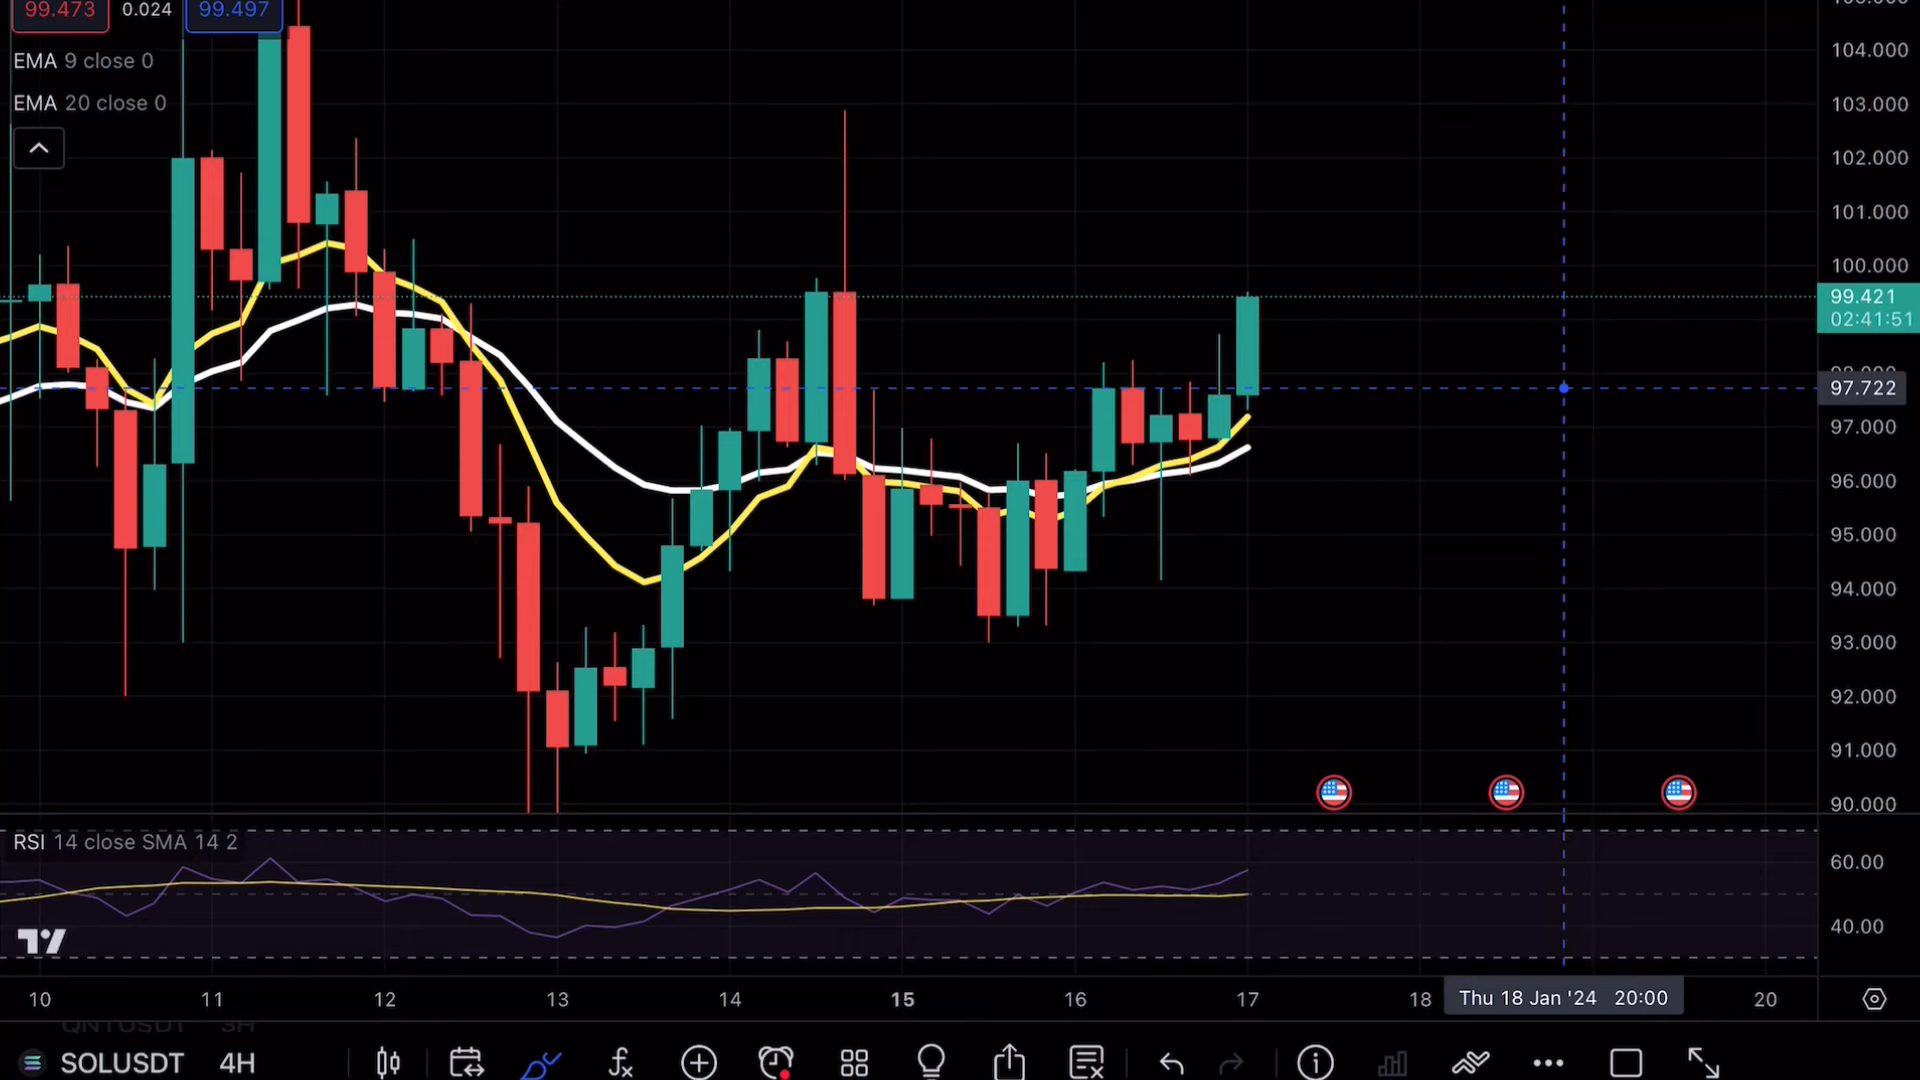 99.473 0.024 99.497
EMA 9 close 0
EMA 20 close 0
104.000
103.000
102.000
101.000
100.000
99.421
02:41:51
97.722
97.000
96.000
95.000
94.000
93.000
92.000
91.000
90.000
RSI 14 close SMA 14 2
60.00
40.00
10 11 12 13 14 15 16 17 18 Thu 18 Jan '24 20:00 20
QNTUSDT 3H
SOLUSDT 4H